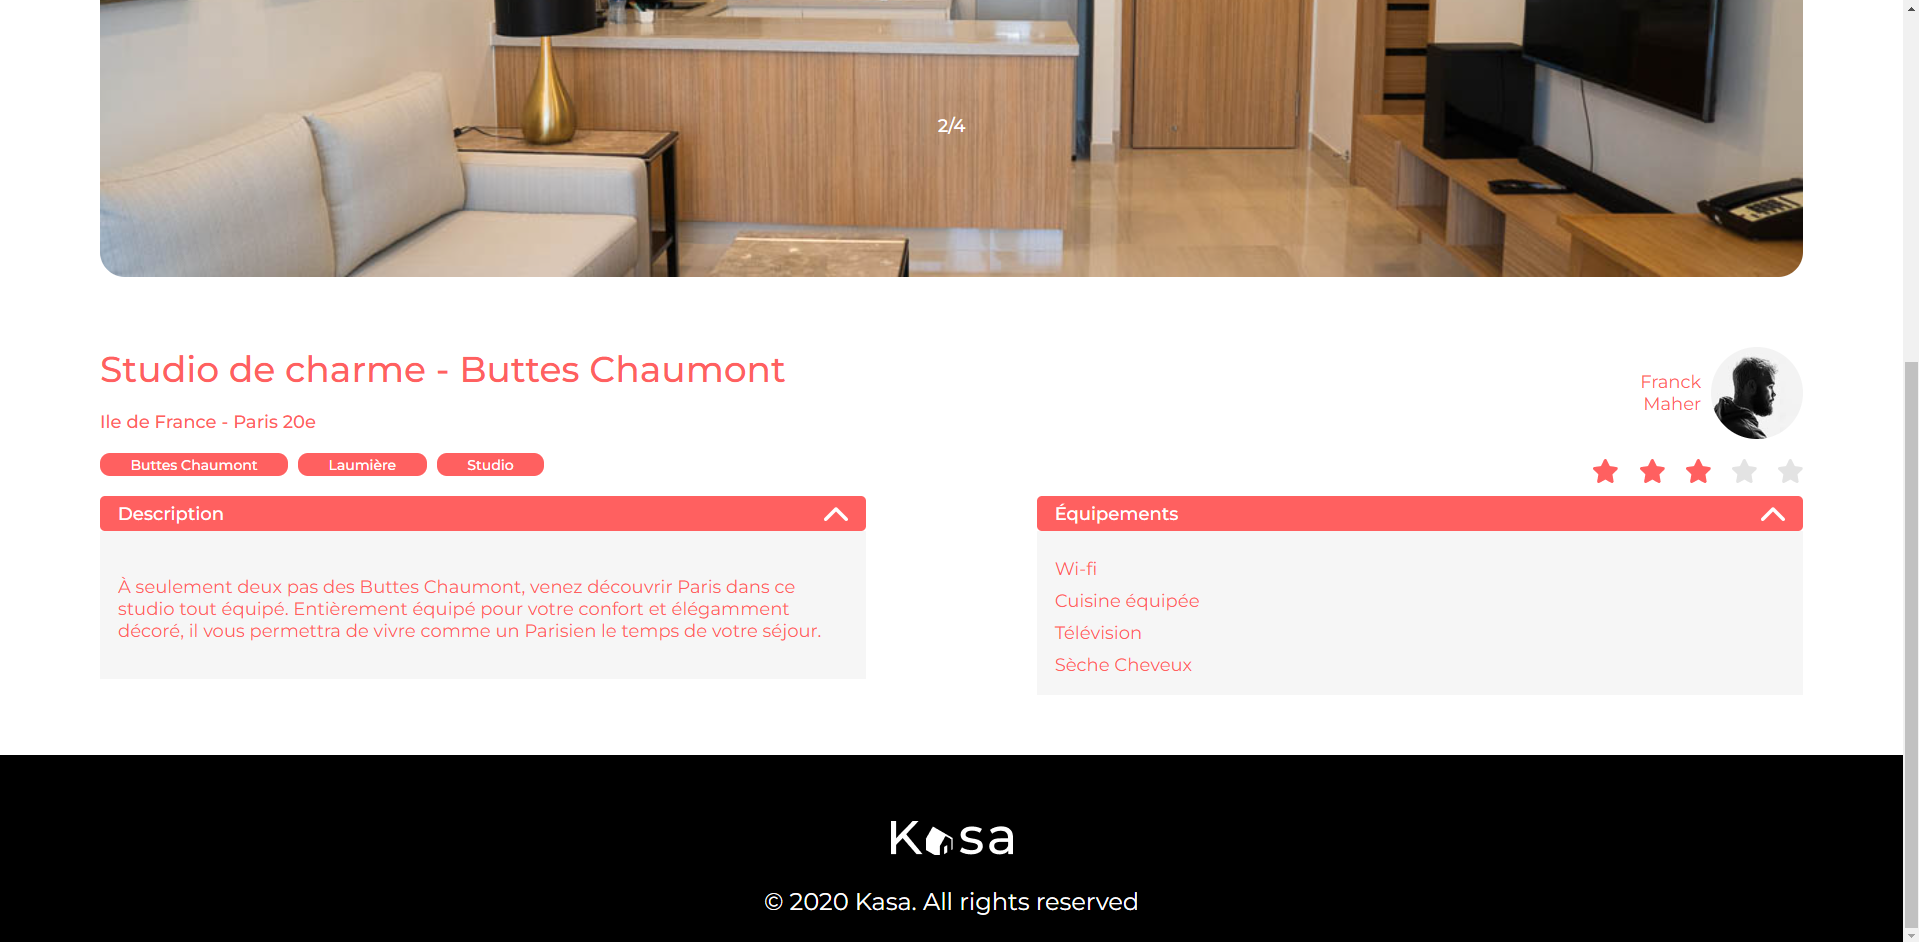 2/4
Studio de charme - Buttes Chaumont
Ile de France - Paris 20e
Buttes Chaumont
Laumière
Studio
Franck
Maher
Description
À seulement deux pas des Buttes Chaumont, venez découvrir Paris dans ce
studio tout équipé. Entièrement équipé pour votre confort et élégamment
décoré, il vous permettra de vivre comme un Parisien le temps de votre séjour.
Équipements
Wi-fi
Cuisine équipée
Télévision
Sèche Cheveux
Kasa
© 2020 Kasa. All rights reserved